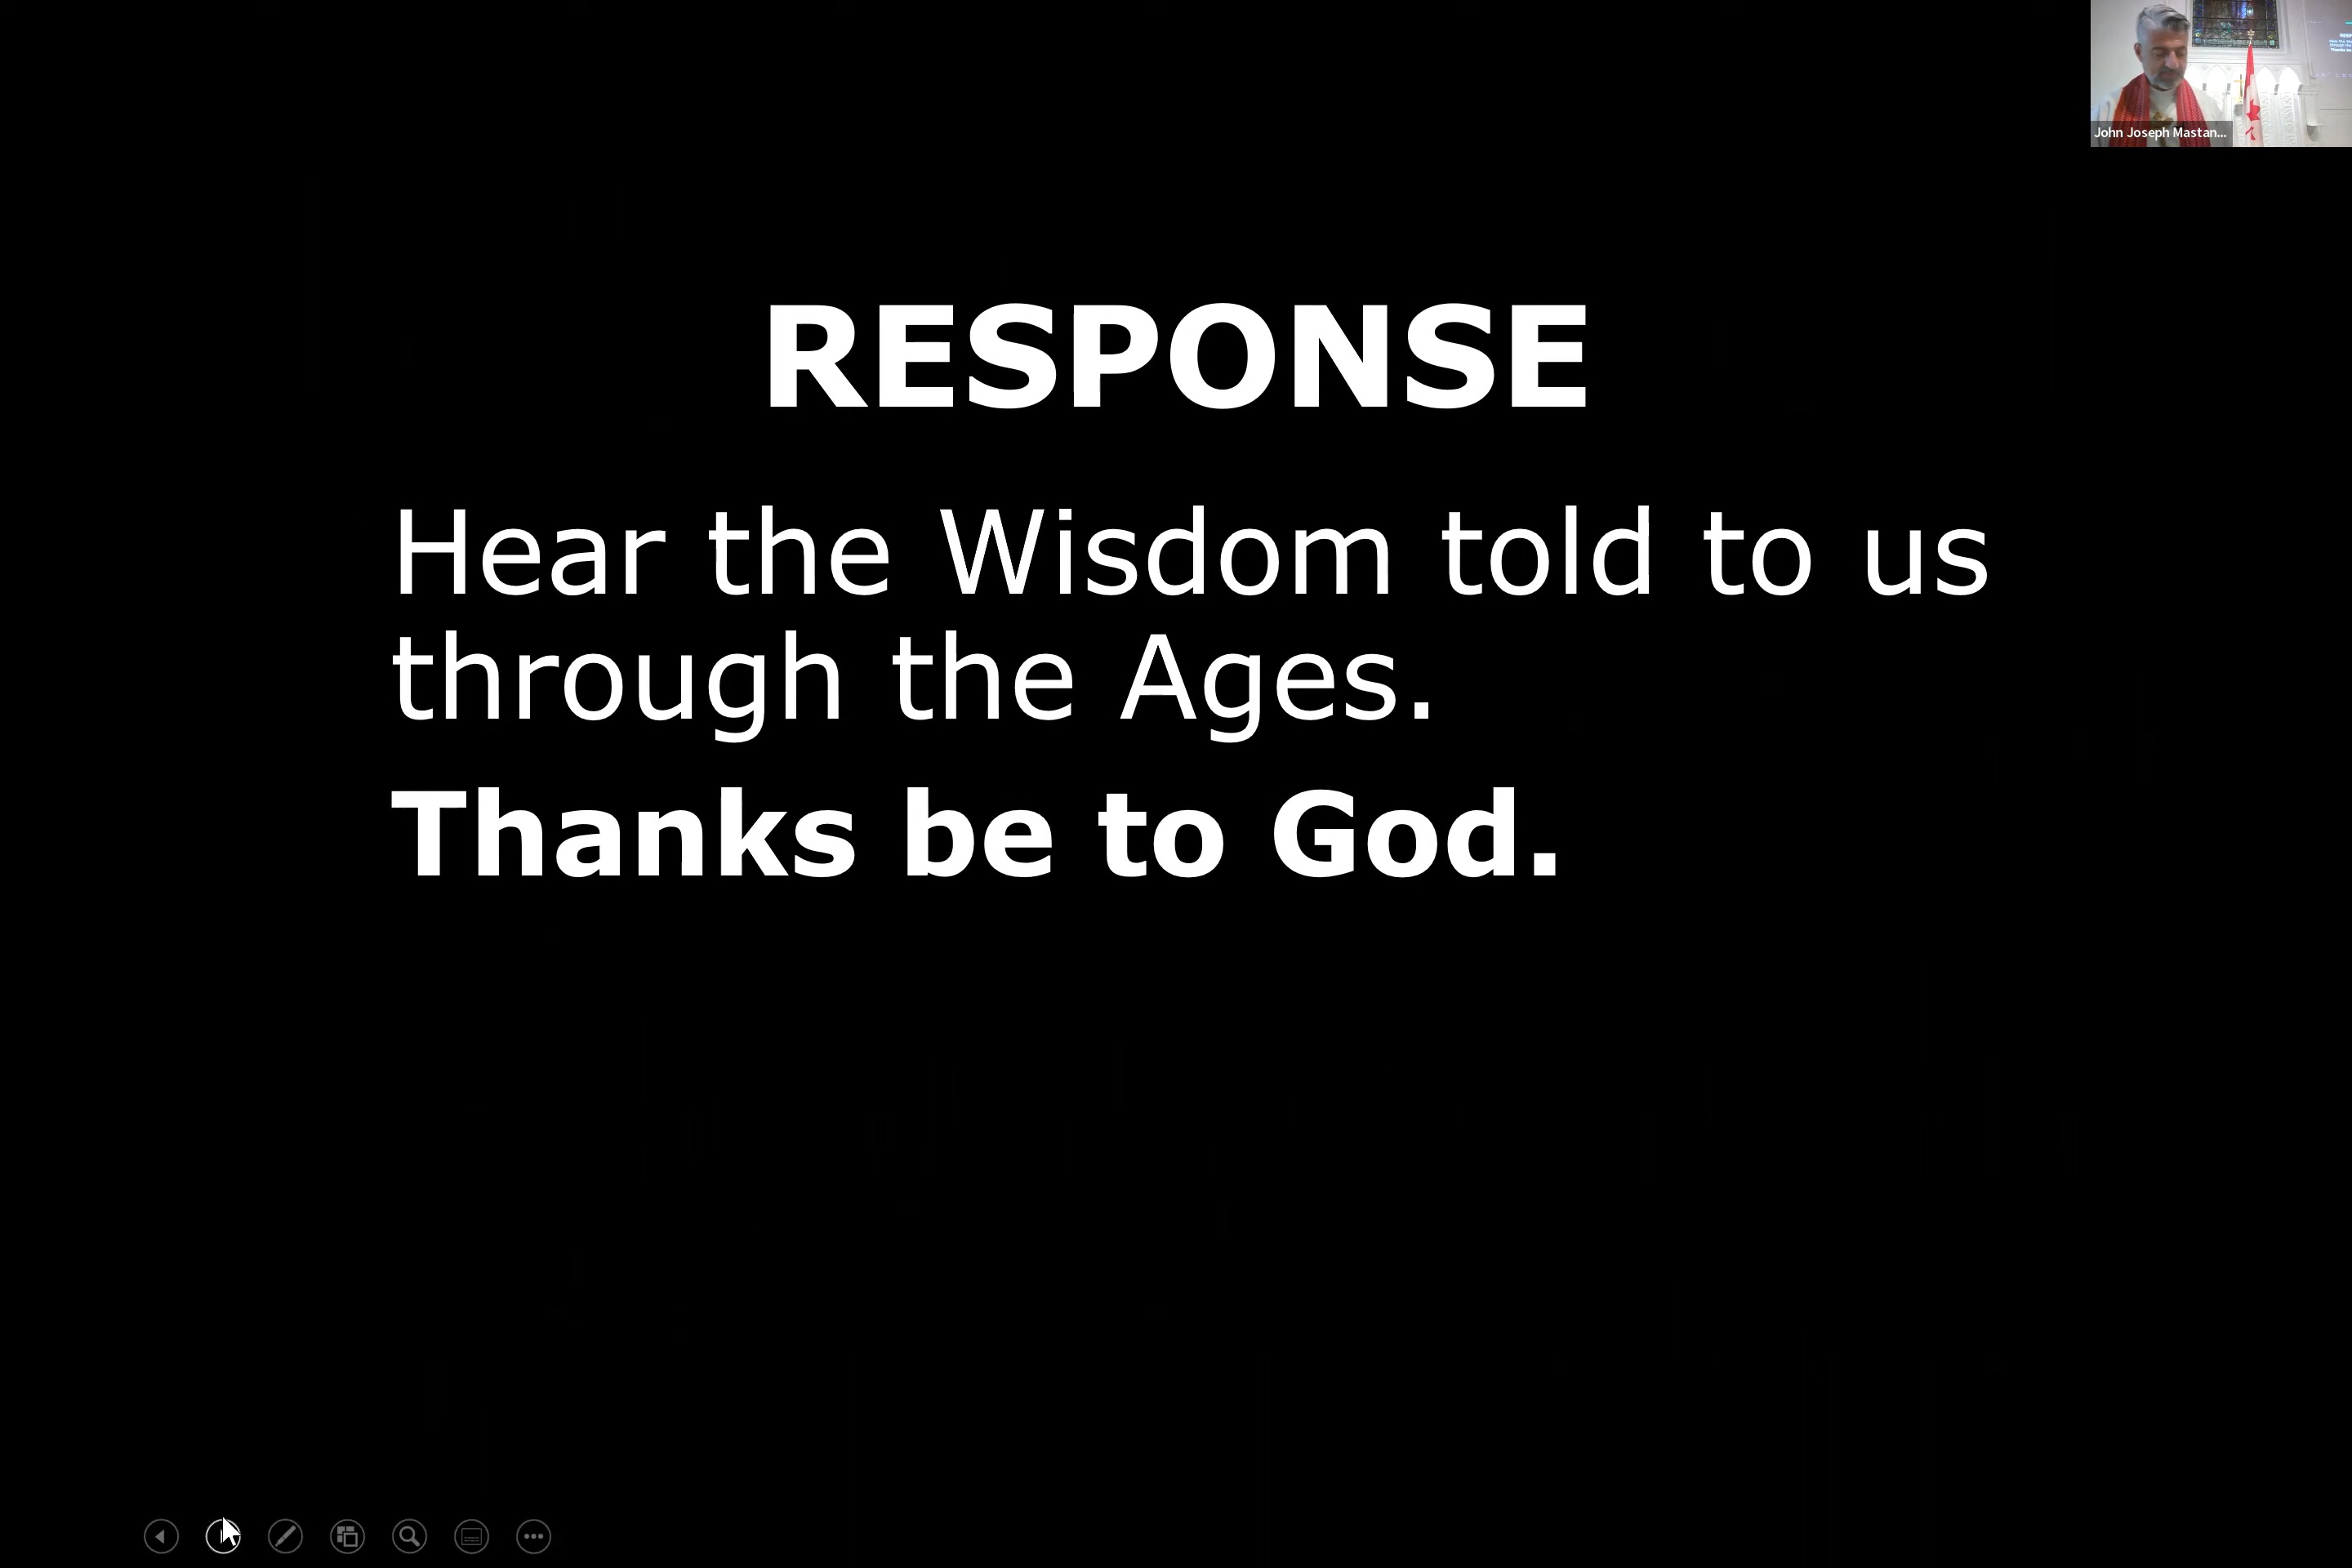 John Joseph Mastan...
RESPONSE
Hear the Wisdom told to us
through the Ages.
Thanks be to God.